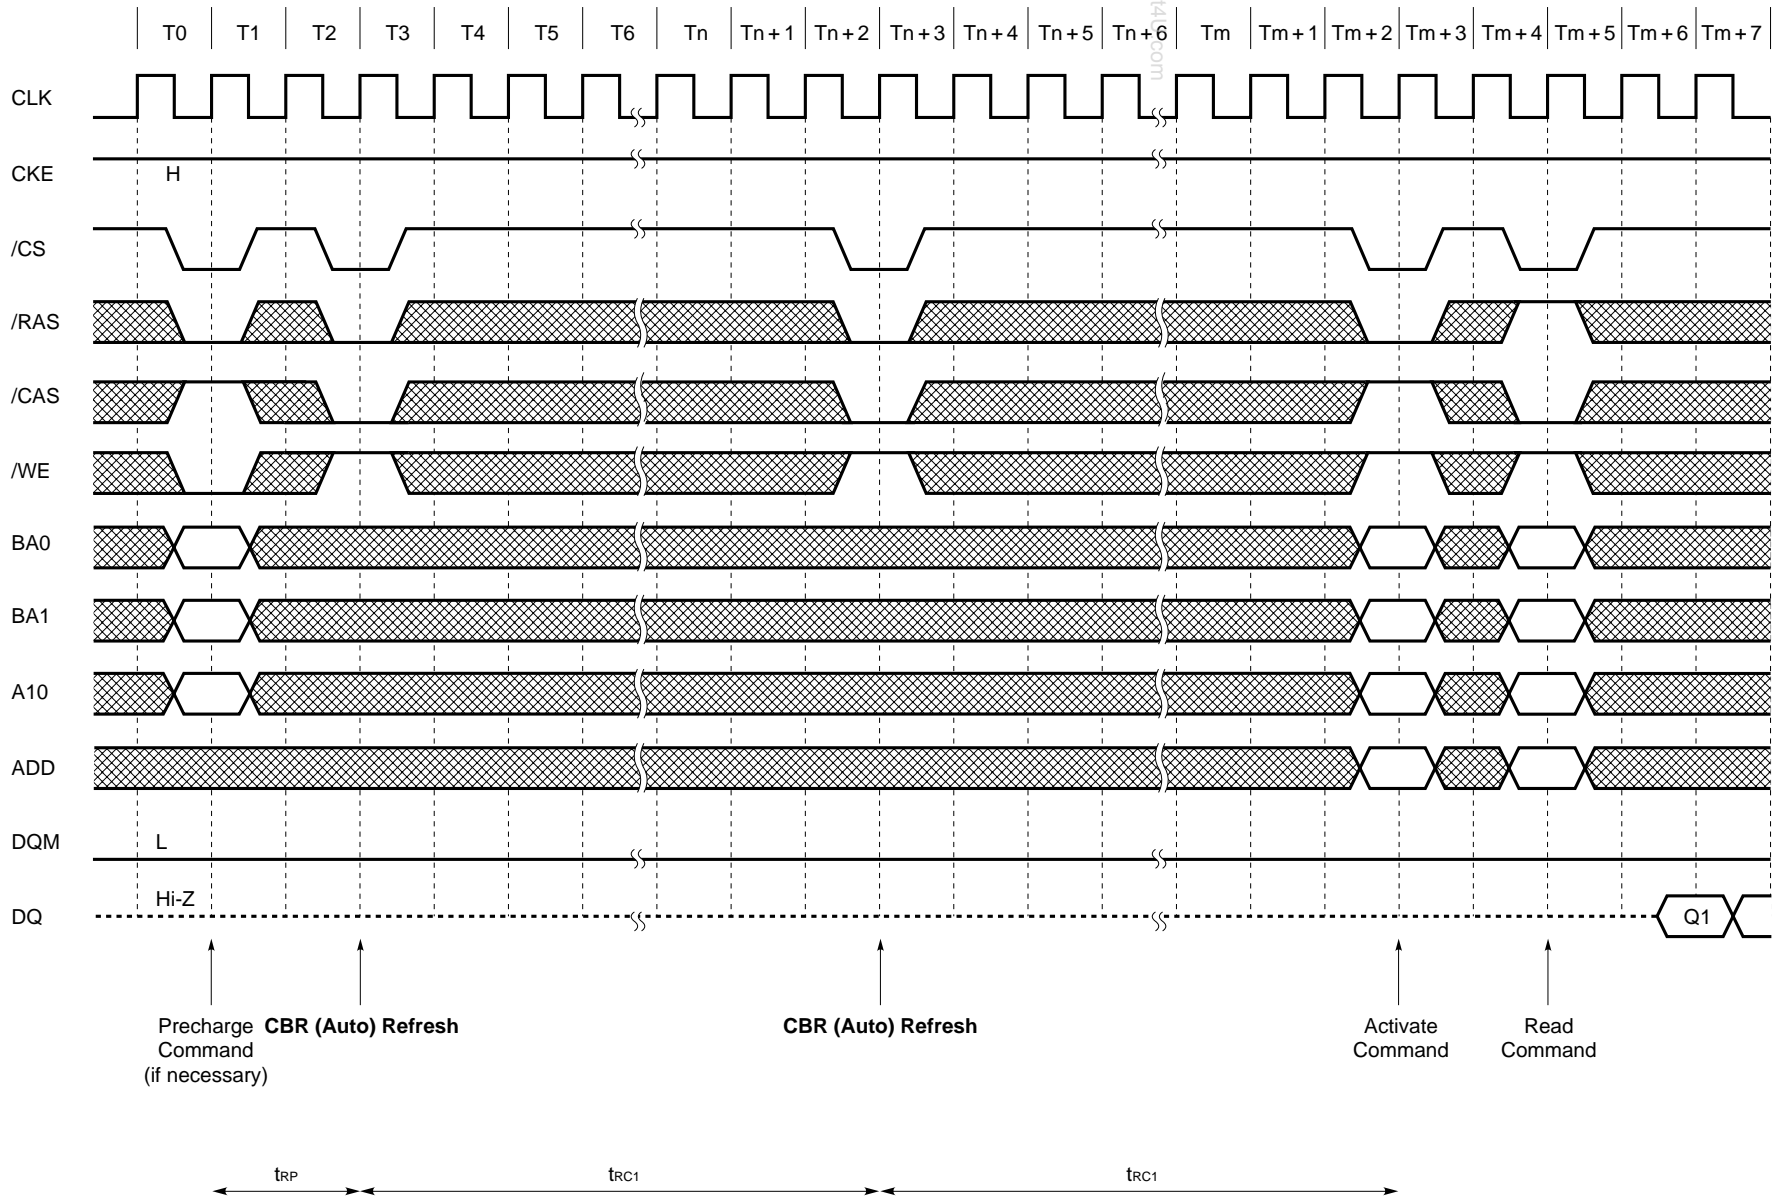 T0 T1 T2 T3 T4 T5 T6 Tn Tn + 1 Tn + 2 Tn + 3 Tn + 4 Tn + 5 Tn + 6 Tm Tm + 1 Tm + 2 Tm + 3 Tm + 4 Tm + 5 Tm + 6 Tm + 7
CLK
CKE H
/CS
/RAS
/CAS
/WE
BA0
BA1
A10
ADD
DQM L
Hi-Z
DQ Q1
Precharge
Command
(if necessary)
CBR (Auto) Refresh
CBR (Auto) Refresh
Activate
Command
Read
Command
tRP tRC1 tRC1